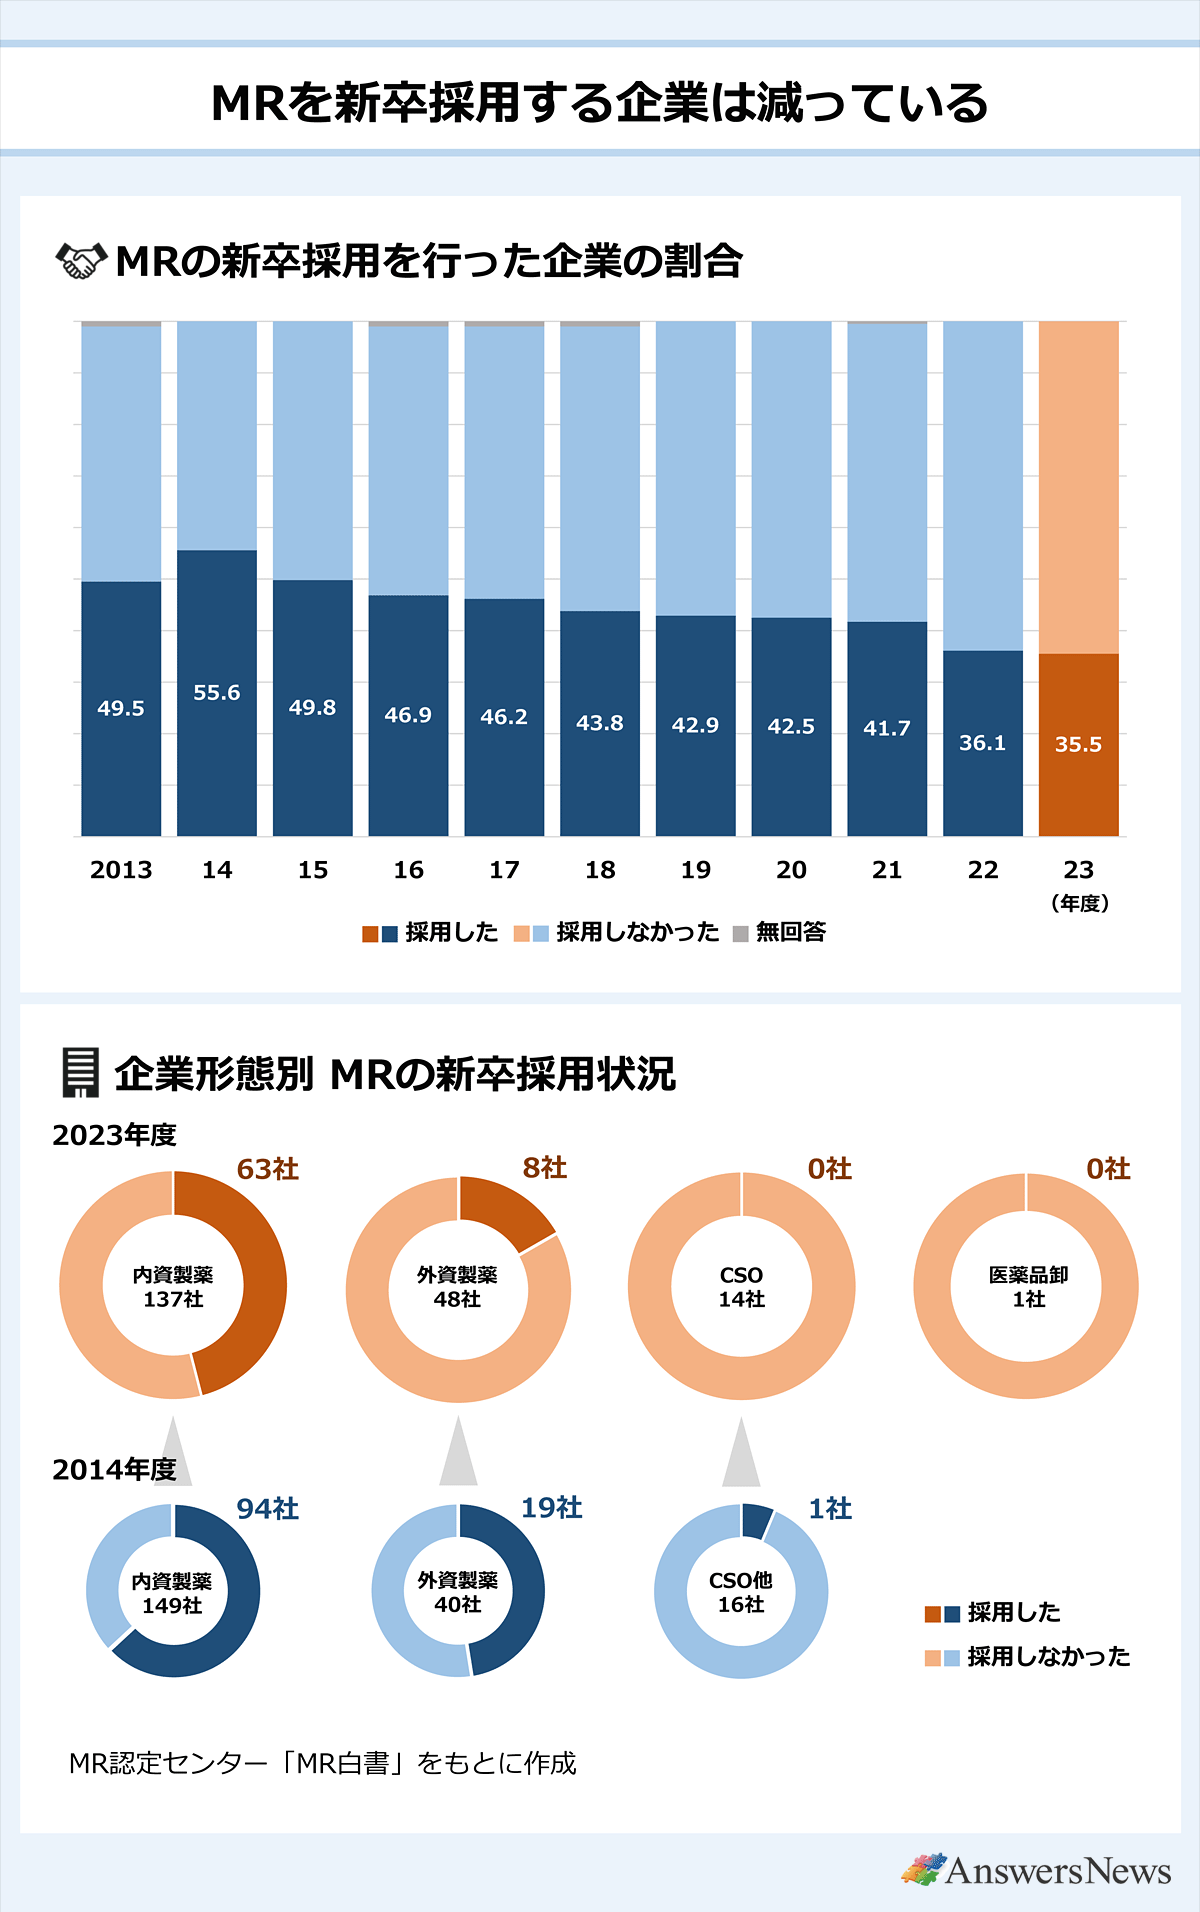 MRを新卒採用する企業は減っている
MRの新卒採用を行った企業の割合
49.5
55.6
49.8
46.9
46.2
43.8
42.9
42.5
41.7
36.1
35.5
2013
14
15
16
17
18
19
20
21
22
23
（年度）
採用した 採用しなかった 無回答
企業形態別 MRの新卒採用状況
2023年度
63社
内資製薬
137社
8社
外資製薬
48社
0社
CSO
14社
0社
医薬品卸
1社
2014年度
94社
内資製薬
149社
19社
外資製薬
40社
1社
CSO他
16社
採用した
採用しなかった
MR認定センター「MR白書」をもとに作成
AnswersNews